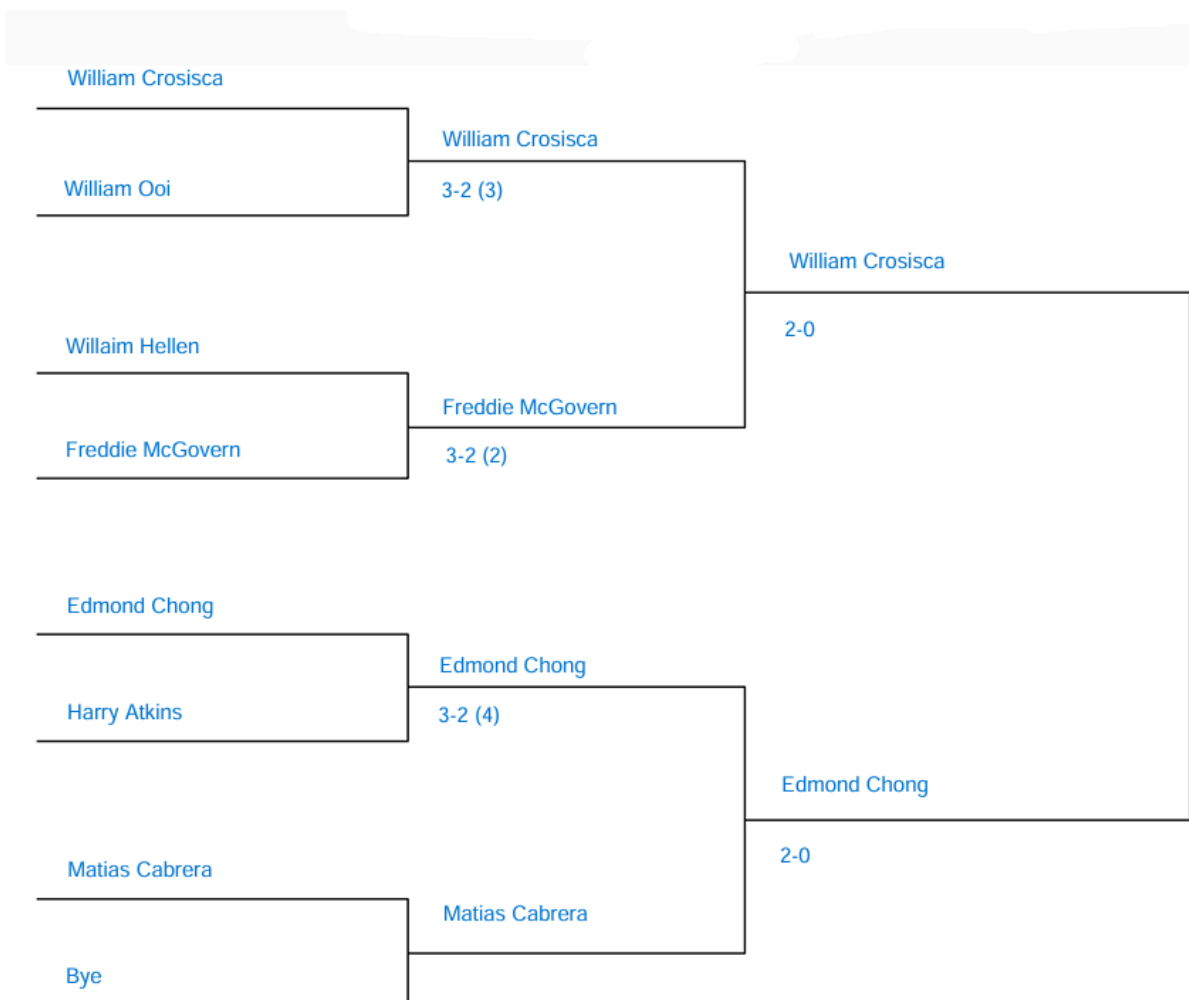 William Crosisca
William Crosisca
William Ooi
3-2 (3)
William Crosisca
2-0
Willaim Hellen
Freddie McGovern
Freddie McGovern
3-2 (2)
Edmond Chong
Edmond Chong
Harry Atkins
3-2 (4)
Edmond Chong
2-0
Matias Cabrera
Matias Cabrera
Bye